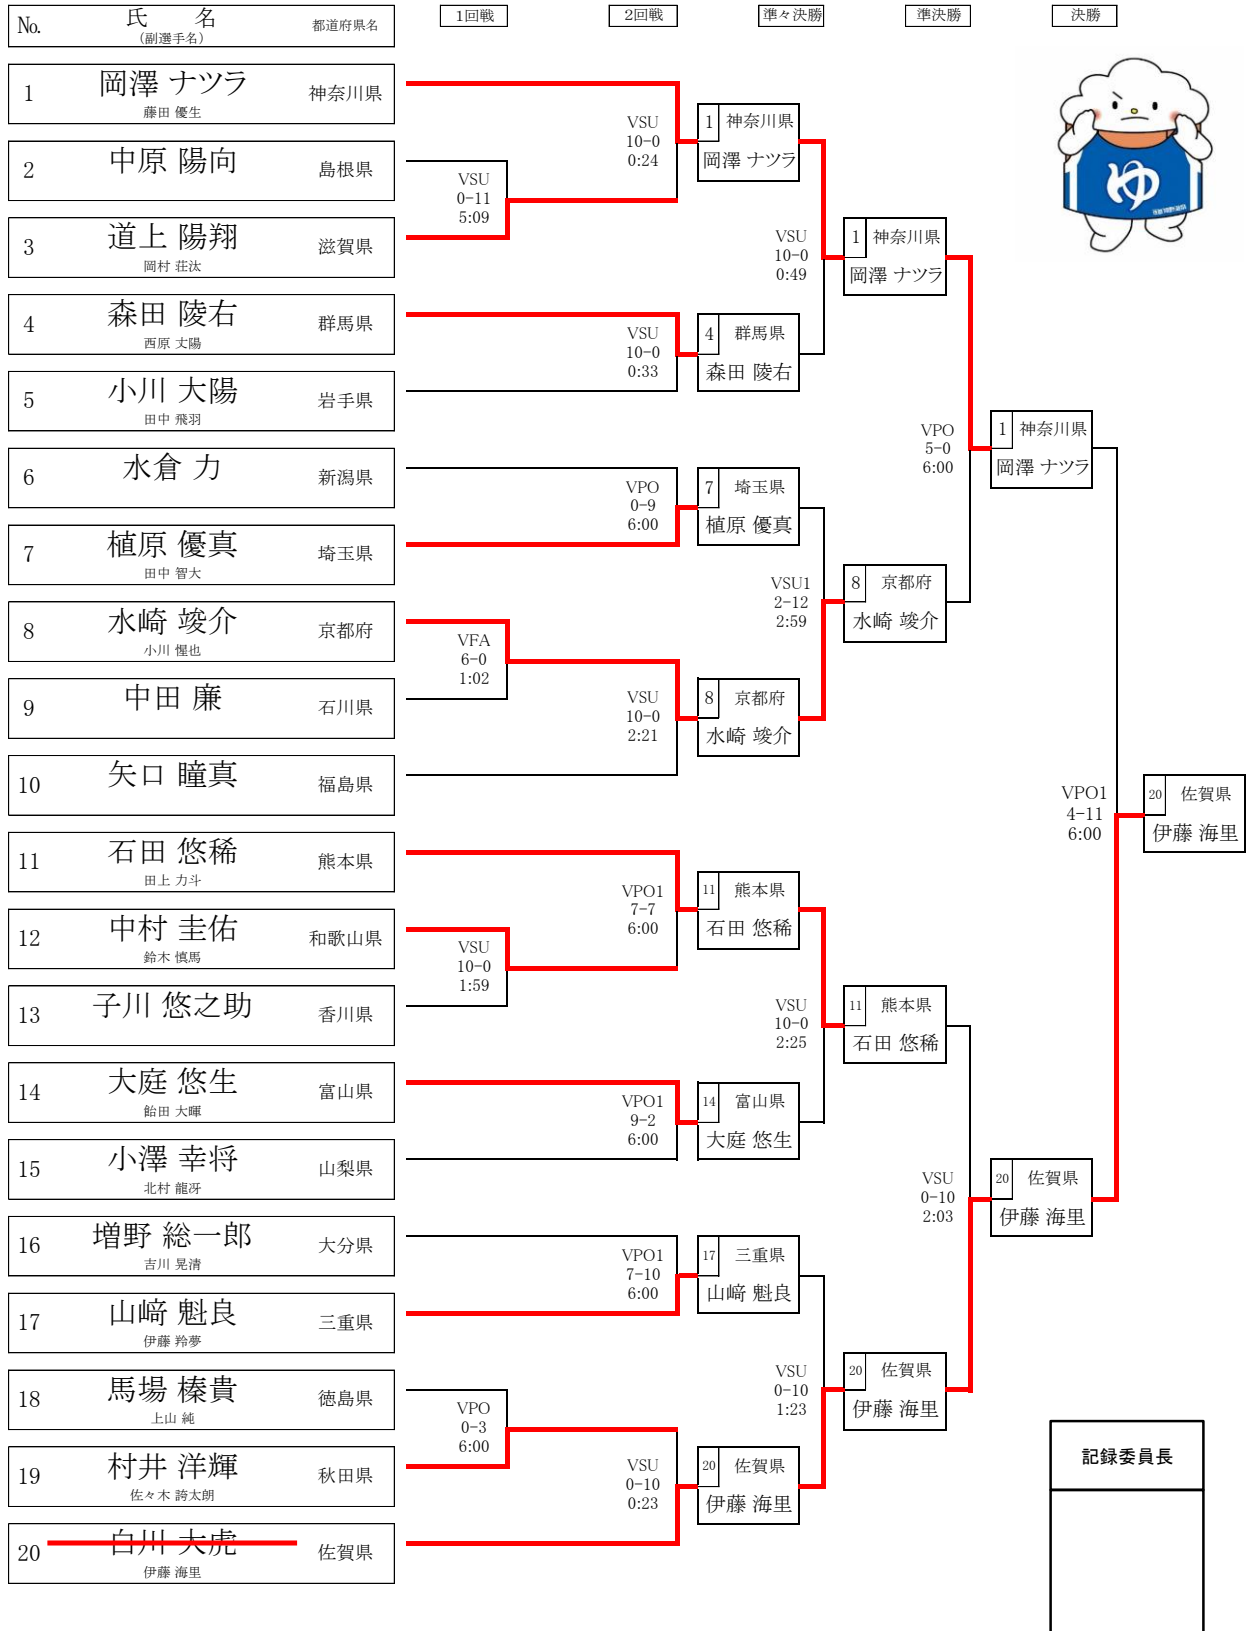 No. 氏 名 都道府県名 1回戦 2回戦 準々決勝 準決勝 決勝
(副選手名)
1 岡澤 ナツラ 神奈川県
藤田 優生
2 中原 陽向 島根県
3 道上 陽翔 滋賀県
岡村 荘汰
4 森田 陵右 群馬県
西原 丈陽
5 小川 大陽 岩手県
田中 飛羽
6 水倉 力 新潟県
7 植原 優真 埼玉県
田中 智大
8 水崎 竣介 京都府
小川 惺也
9 中田 廉 石川県
10 矢口 瞳真 福島県
11 石田 悠稀 熊本県
田上 力斗
12 中村 圭佑 和歌山県
鈴木 慎馬
13 子川 悠之助 香川県
14 大庭 悠生 富山県
飴田 大暉
15 小澤 幸将 山梨県
北村 龍冴
16 増野 総一郎 大分県
吉川 晃清
17 山﨑 魁良 三重県
伊藤 羚夢
18 馬場 榛貴 徳島県
上山 純
19 村井 洋輝 秋田県
佐々木 誇太朗
20 白川 大虎 佐賀県
伊藤 海里
VSU
0-11
5:09
VFA
6-0
1:02
VSU
10-0
1:59
VPO
0-3
6:00
VSU
10-0
0:24
VSU
10-0
0:33
VPO
0-9
6:00
VSU
10-0
2:21
VPO1
7-7
6:00
VPO1
9-2
6:00
VPO1
7-10
6:00
VSU
0-10
0:23
1 神奈川県
岡澤 ナツラ
4 群馬県
森田 陵右
7 埼玉県
植原 優真
8 京都府
水崎 竣介
11 熊本県
石田 悠稀
14 富山県
大庭 悠生
17 三重県
山﨑 魁良
20 佐賀県
伊藤 海里
VSU
10-0
0:49
VSU1
2-12
2:59
VSU
10-0
2:25
VSU
0-10
1:23
1 神奈川県
岡澤 ナツラ
8 京都府
水崎 竣介
11 熊本県
石田 悠稀
20 佐賀県
伊藤 海里
VPO
5-0
6:00
VSU
0-10
2:03
1 神奈川県
岡澤 ナツラ
20 佐賀県
伊藤 海里
VPO1
4-11
6:00
20 佐賀県
伊藤 海里
ゆ
記録委員長